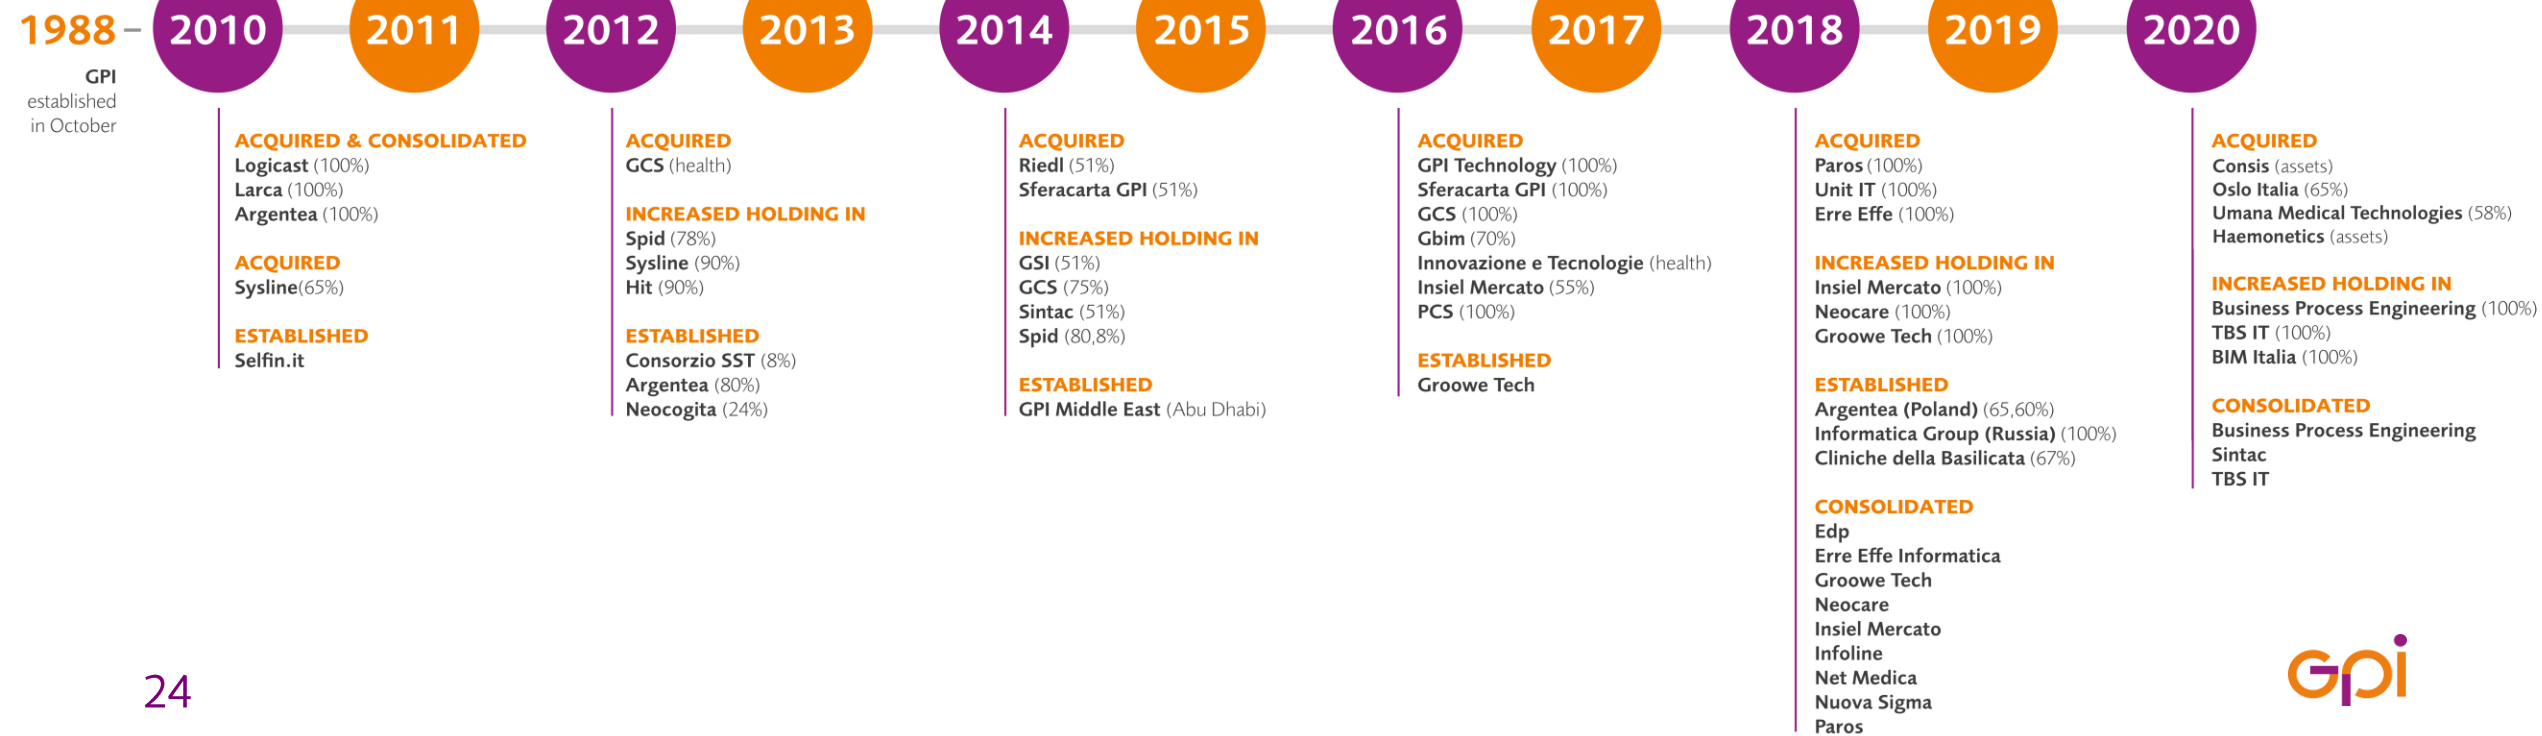 1988 – 2010 2011 2012 2013 2014 2015 2016 2017 2018 2019 2020
GPI
established
in October
ACQUIRED & CONSOLIDATED
Logicast (100%)
Larca (100%)
Argentea (100%)
ACQUIRED
Sysline(65%)
ESTABLISHED
Selfin.it
ACQUIRED
GCS (health)
INCREASED HOLDING IN
Spid (78%)
Sysline (90%)
Hit (90%)
ESTABLISHED
Consorzio SST (8%)
Argentea (80%)
Neocogita (24%)
ACQUIRED
Riedl (51%)
Sferacarta GPI (51%)
INCREASED HOLDING IN
GSI (51%)
GCS (75%)
Sintac (51%)
Spid (80,8%)
ESTABLISHED
GPI Middle East (Abu Dhabi)
ACQUIRED
GPI Technology (100%)
Sferacarta GPI (100%)
GCS (100%)
Gbim (70%)
Innovazione e Tecnologie (health)
Insiel Mercato (55%)
PCS (100%)
ESTABLISHED
Groowe Tech
ACQUIRED
Paros (100%)
Unit IT (100%)
Erre Effe (100%)
INCREASED HOLDING IN
Insiel Mercato (100%)
Neocare (100%)
Groowe Tech (100%)
ESTABLISHED
Argentea (Poland) (65,60%)
Informatica Group (Russia) (100%)
Cliniche della Basilicata (67%)
CONSOLIDATED
Edp
Erre Effe Informatica
Groowe Tech
Neocare
Insiel Mercato
Infoline
Net Medica
Nuova Sigma
Paros
ACQUIRED
Consis (assets)
Oslo Italia (65%)
Umana Medical Technologies (58%)
Haemonetics (assets)
INCREASED HOLDING IN
Business Process Engineering (100%)
TBS IT (100%)
BIM Italia (100%)
CONSOLIDATED
Business Process Engineering
Sintac
TBS IT
24
Gpi